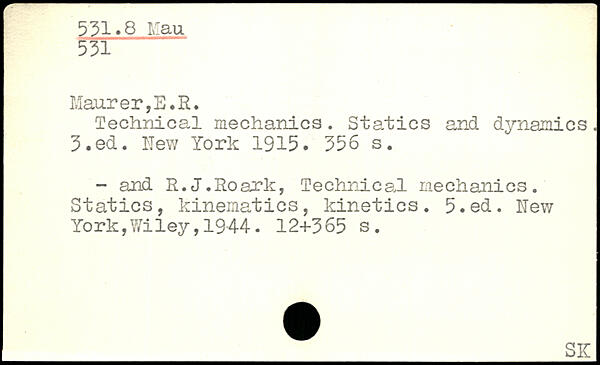 531.8 Mau
531
Maurer,E.R.
Technical mechanics. Statics and dynamics.
3.ed. New York 1915. 356 s.
- and R.J.Roark, Technical mechanics.
Statics, kinematics, kinetics. 5.ed. New
York,Wiley,1944. 12+365 s.
SK